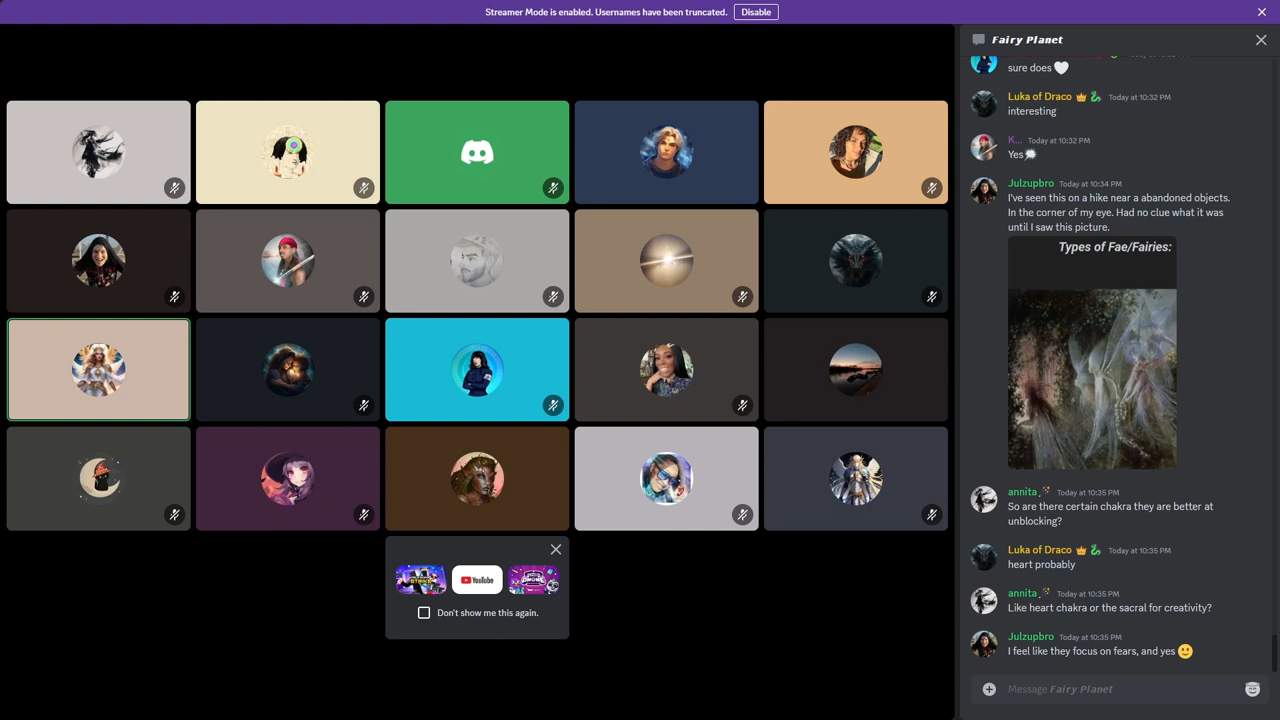 Streamer Mode is enabled. Usernames have been truncated. Disable
Fairy Planet
sure does
Luka of Draco Today at 10:32 PM
interesting
K... Today at 10:32 PM
Yes
Julzupbro Today at 10:34 PM
I've seen this on a hike near a abandoned objects.
In the corner of my eye. Had no clue what it was
until I saw this picture.
Types of Fae/Fairies:
annita Today at 10:35 PM
So are there certain chakra they are better at
unblocking?
Luka of Draco Today at 10:35 PM
heart probably
annita Today at 10:35 PM
Like heart chakra or the sacral for creativity?
Julzupbro Today at 10:35 PM
I feel like they focus on fears, and yes
Message Fairy Planet
YouTube
Don't show me this again.